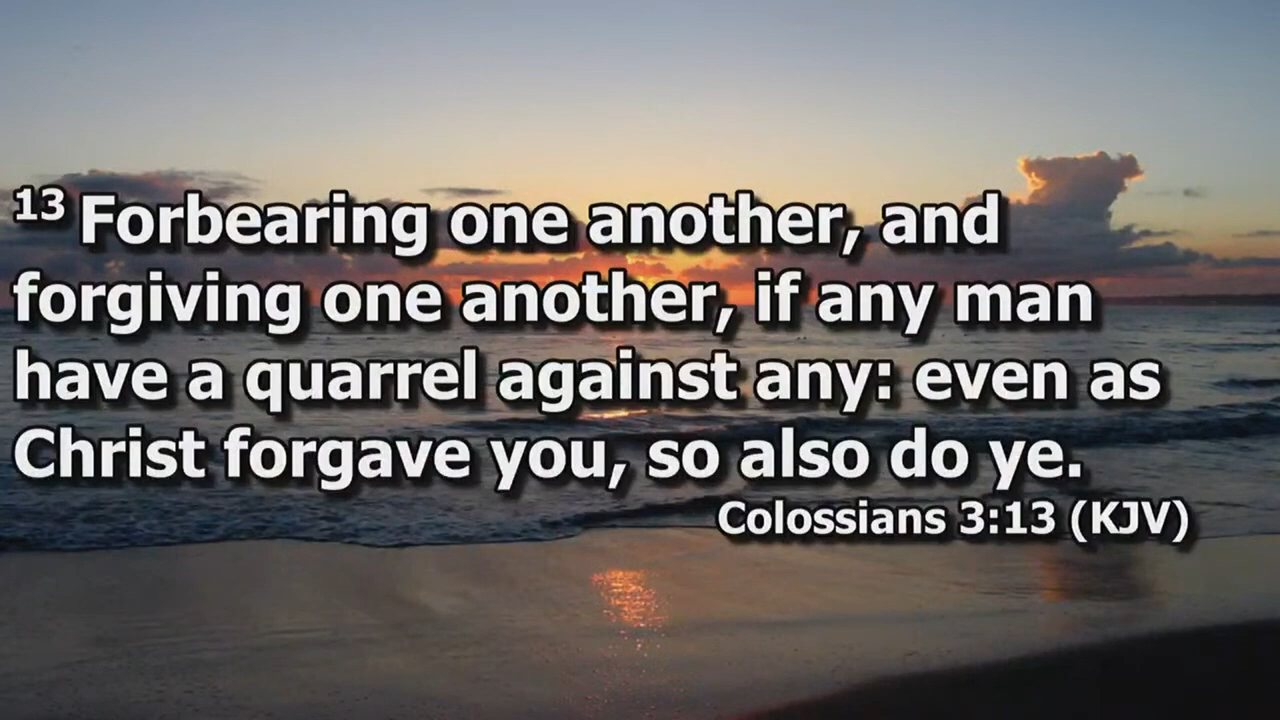 13 Forbearing one another, and
forgiving one another, if any man
have a quarrel against any: even as
Christ forgave you, so also do ye.
Colossians 3:13 (KJV)